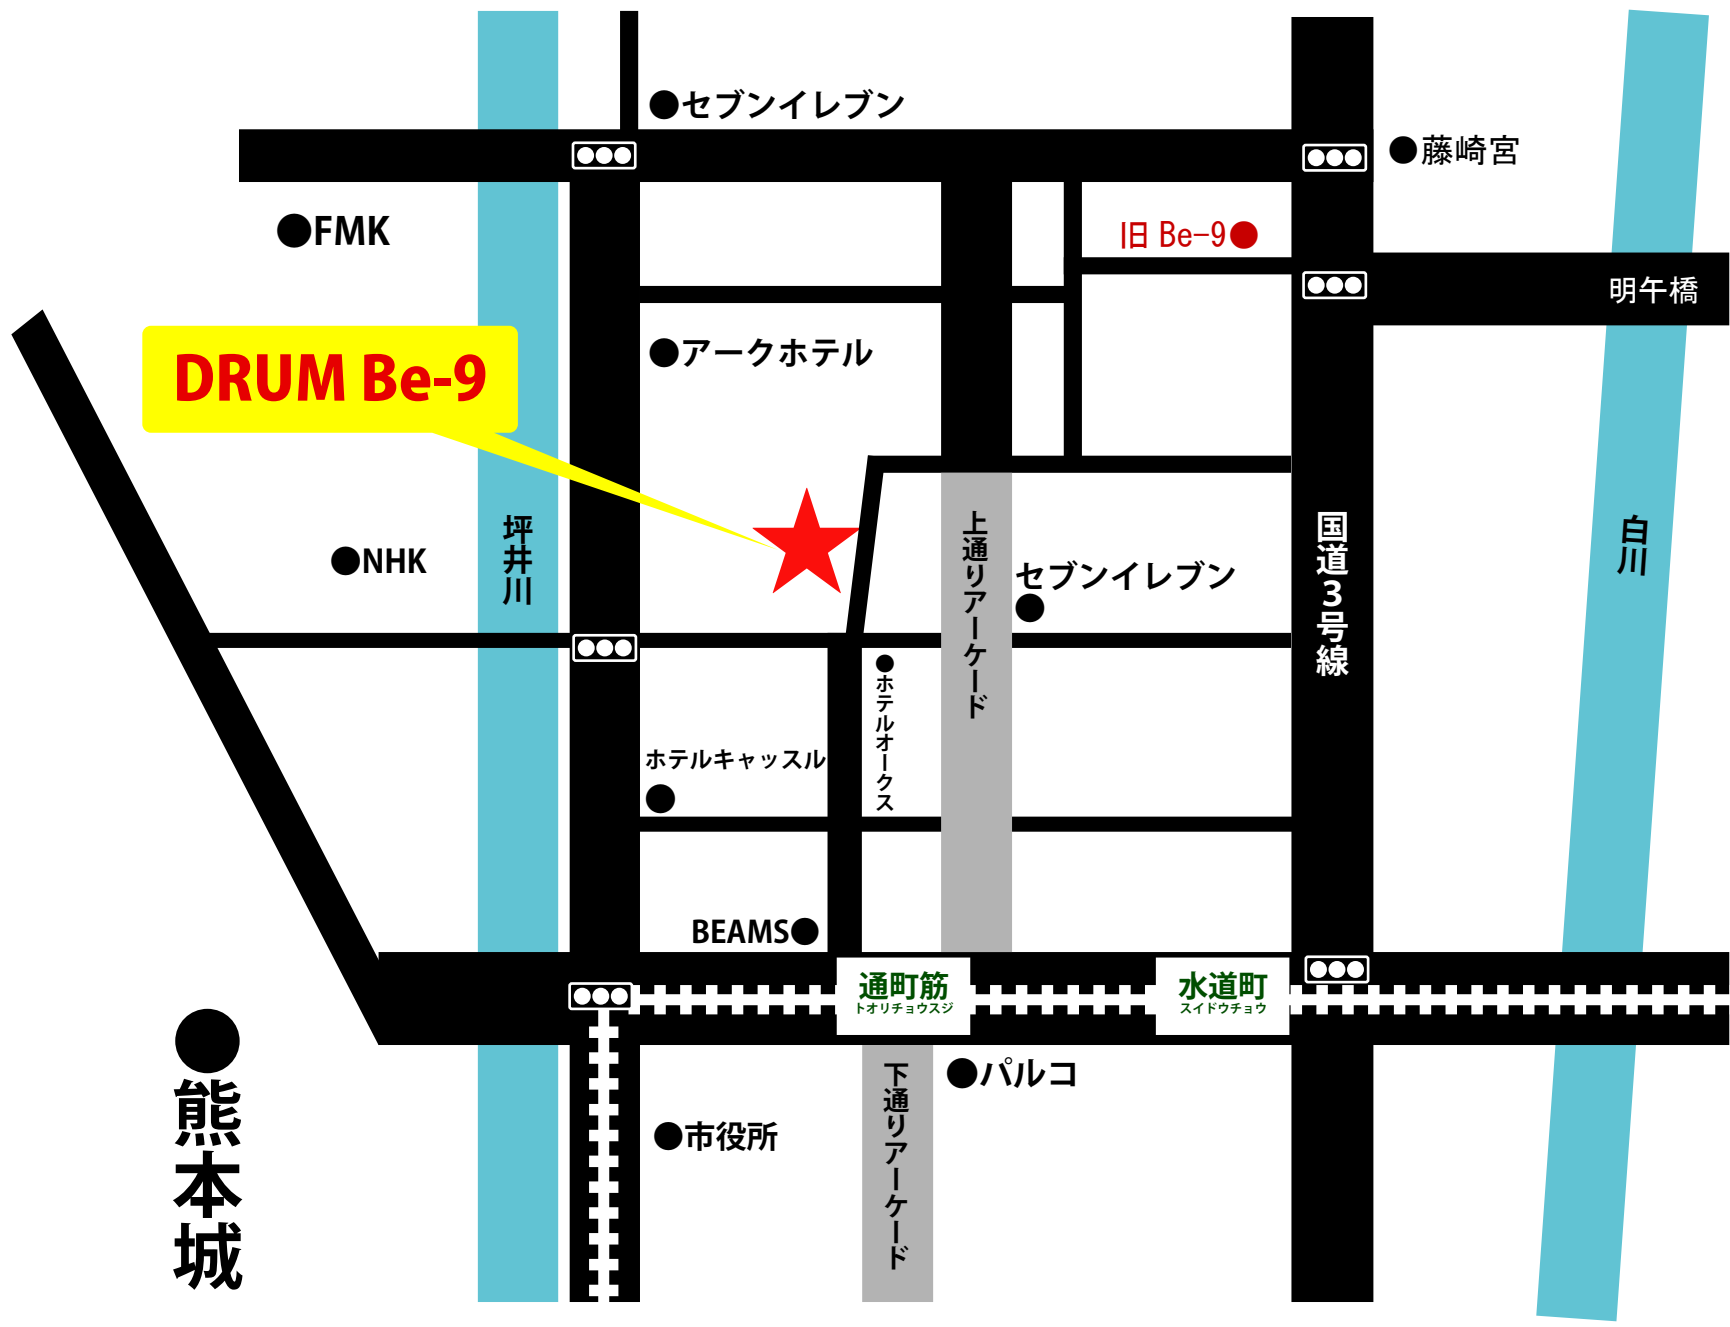 セブンイレブン
藤崎宮
FMK
旧 Be-9
明午橋
アークホテル
DRUM Be-9
NHK
坪井川
上通りアーケード
セブンイレブン
国道3号線
白川
ホテルオークス
ホテルキャッスル
BEAMS
通町筋
トオリチョウスジ
水道町
スイドウチョウ
熊本城
下通りアーケード
パルコ
市役所